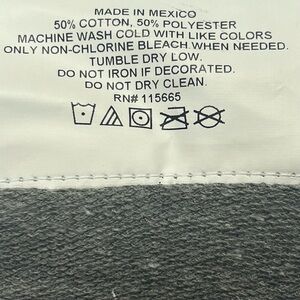 MADE IN MEXICO
50% COTTON, 50% POLYESTER
MACHINE WASH COLD WITH LIKE COLORS
ONLY NON-CHLORINE BLEACH WHEN NEEDED.
TUMBLE DRY LOW.
DO NOT IRON IF DECORATED.
DO NOT DRY CLEAN.
RN# 115665